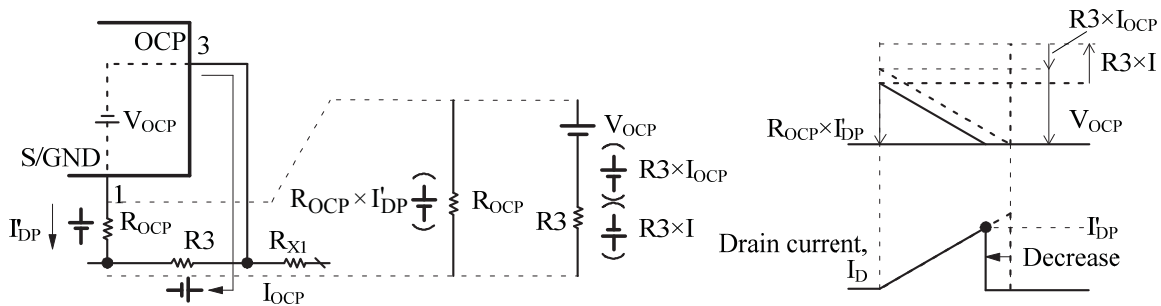 OCP
3
V_OCP
S/GND
1
I'_DP
R_OCP
R3
R_X1
I_OCP
R_OCP × I'_DP
R_OCP
V_OCP
R3×I_OCP
R3
R3×I
R3×I_OCP
R3×I
R_OCP×I'_DP
V_OCP
I'_DP
Drain current,
I_D
Decrease